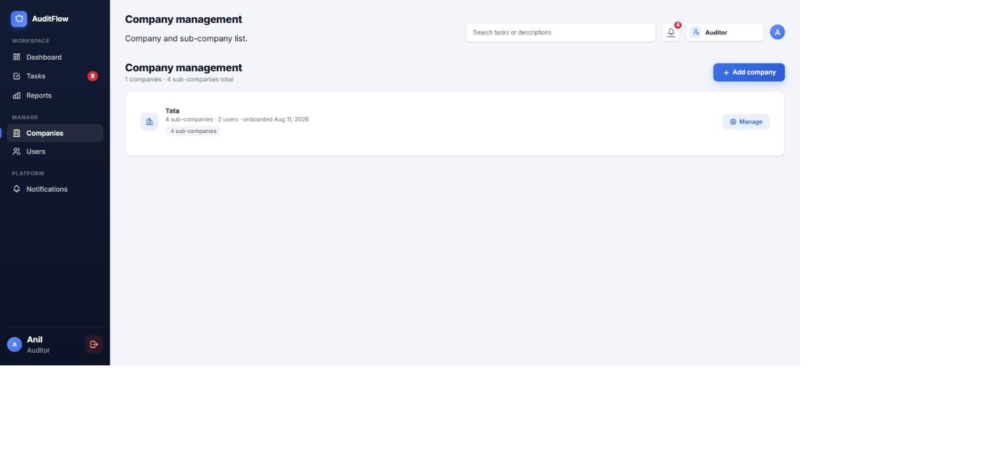 AuditFlow
WORKSPACE
Dashboard
Tasks 8
Reports
MANAGE
Companies
Users
PLATFORM
Notifications
A
Anil
Auditor
Company management
Company and sub-company list.
Search tasks or descriptions
4
Auditor
A
Company management
1 companies · 4 sub-companies total
+ Add company
Tata
4 sub-companies · 2 users · onboarded Aug 11, 2026
4 sub-companies
Manage